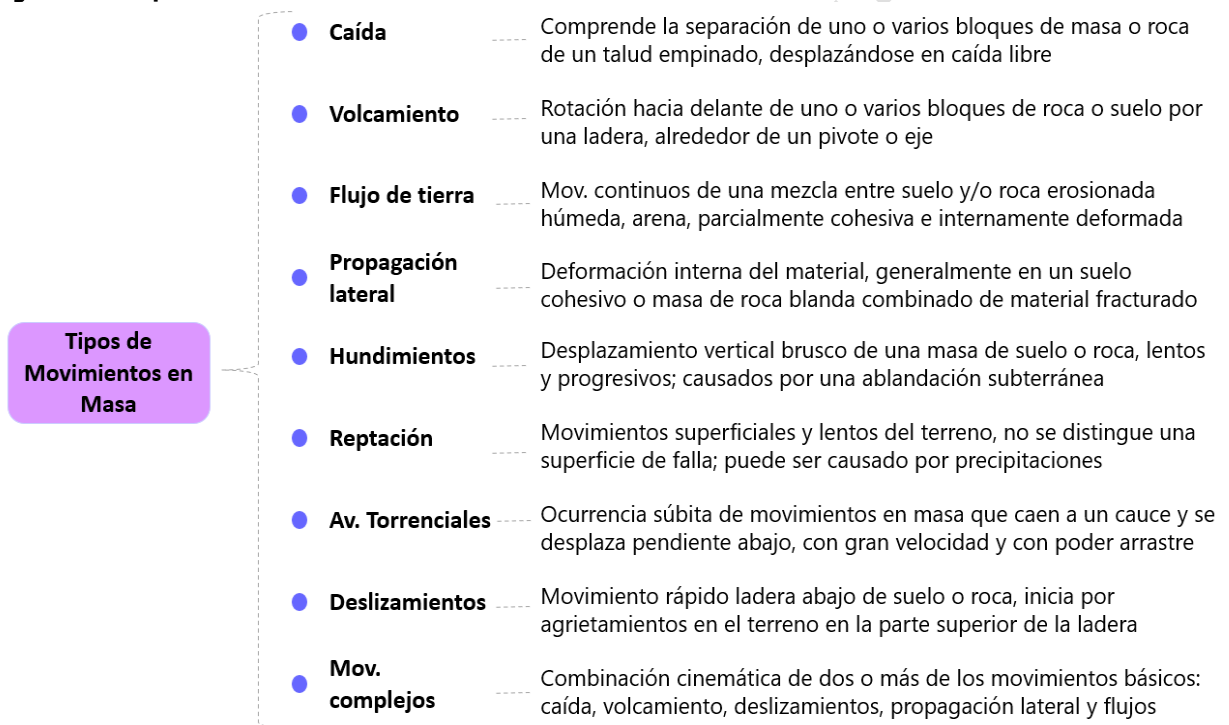 Caída
Comprende la separación de uno o varios bloques de masa o roca
de un talud empinado, desplazándose en caída libre
Volcamiento
Rotación hacia delante de uno o varios bloques de roca o suelo por
una ladera, alrededor de un pivote o eje
Flujo de tierra
Mov. continuos de una mezcla entre suelo y/o roca erosionada
húmeda, arena, parcialmente cohesiva e internamente deformada
Propagación
lateral
Deformación interna del material, generalmente en un suelo
cohesivo o masa de roca blanda combinado de material fracturado
Tipos de
Movimientos en
Masa
Hundimientos
Desplazamiento vertical brusco de una masa de suelo o roca, lentos
y progresivos; causados por una ablandación subterránea
Reptación
Movimientos superficiales y lentos del terreno, no se distingue una
superficie de falla; puede ser causado por precipitaciones
Av. Torrenciales
Ocurrencia súbita de movimientos en masa que caen a un cauce y se
desplaza pendiente abajo, con gran velocidad y con poder arrastre
Deslizamientos
Movimiento rápido ladera abajo de suelo o roca, inicia por
agrietamientos en el terreno en la parte superior de la ladera
Mov.
complejos
Combinación cinemática de dos o más de los movimientos básicos:
caída, volcamiento, deslizamientos, propagación lateral y flujos